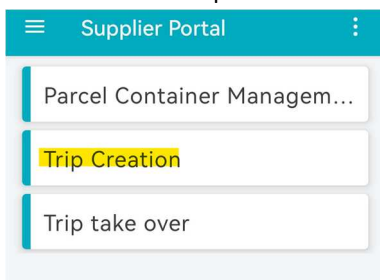 Supplier Portal
Parcel Container Managem...
Trip Creation
Trip take over